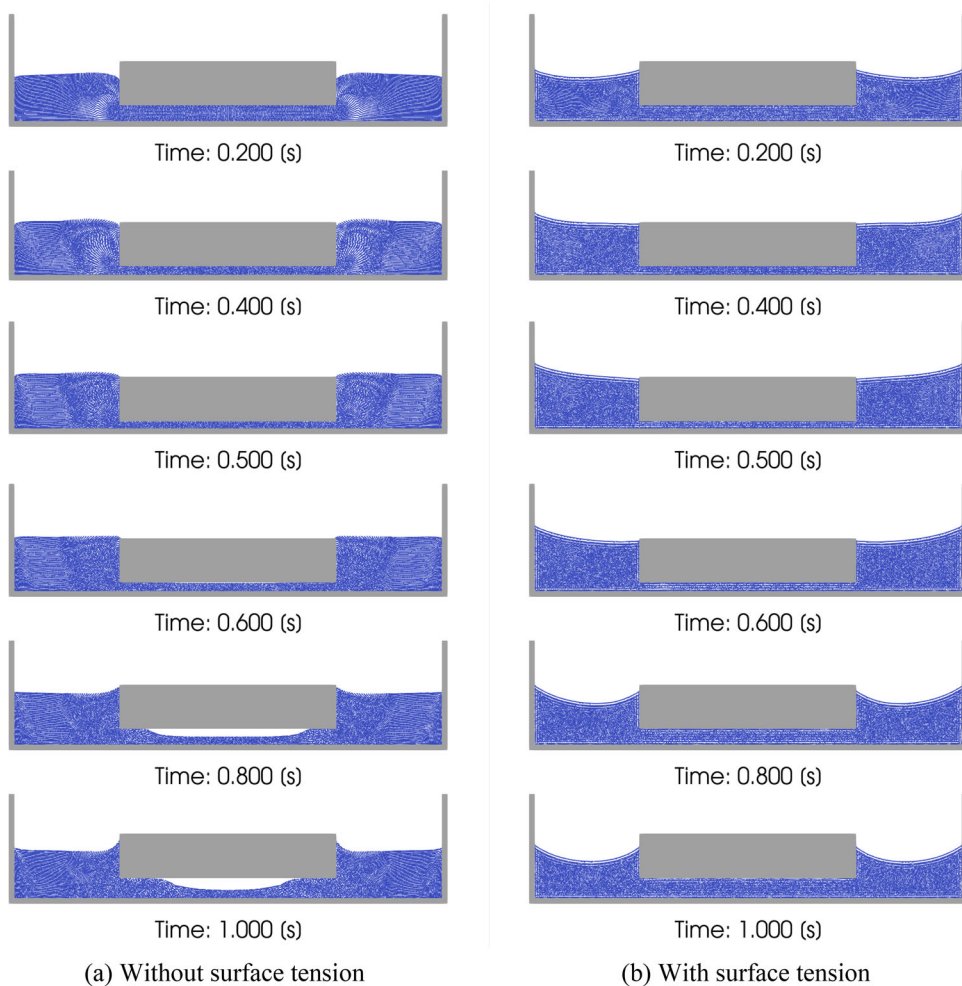 Time: 0.200 (s)
Time: 0.200 (s)
Time: 0.400 (s)
Time: 0.400 (s)
Time: 0.500 (s)
Time: 0.500 (s)
Time: 0.600 (s)
Time: 0.600 (s)
Time: 0.800 (s)
Time: 0.800 (s)
Time: 1.000 (s)
Time: 1.000 (s)
(a) Without surface tension
(b) With surface tension